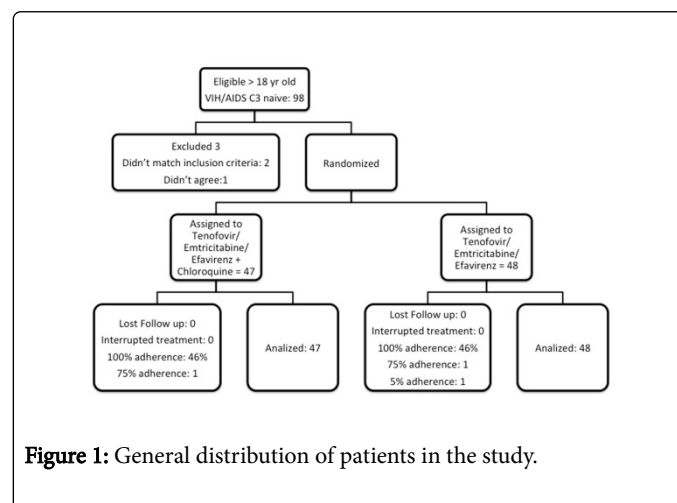 Eligible > 18 yr old
VIH/AIDS C3 naive: 98
Excluded 3
Didn't match inclusion criteria: 2
Didn't agree:1
Randomized
Assigned to
Tenofovir/
Emtricitabine/
Efavirenz +
Chloroquine = 47
Assigned to
Tenofovir/
Emtricitabine/
Efavirenz = 48
Lost Follow up: 0
Interrupted treatment: 0
100% adherence: 46%
75% adherence: 1
Analized: 47
Lost Follow up: 0
Interrupted treatment: 0
100% adherence: 46%
75% adherence: 1
5% adherence: 1
Analized: 48
Figure 1: General distribution of patients in the study.